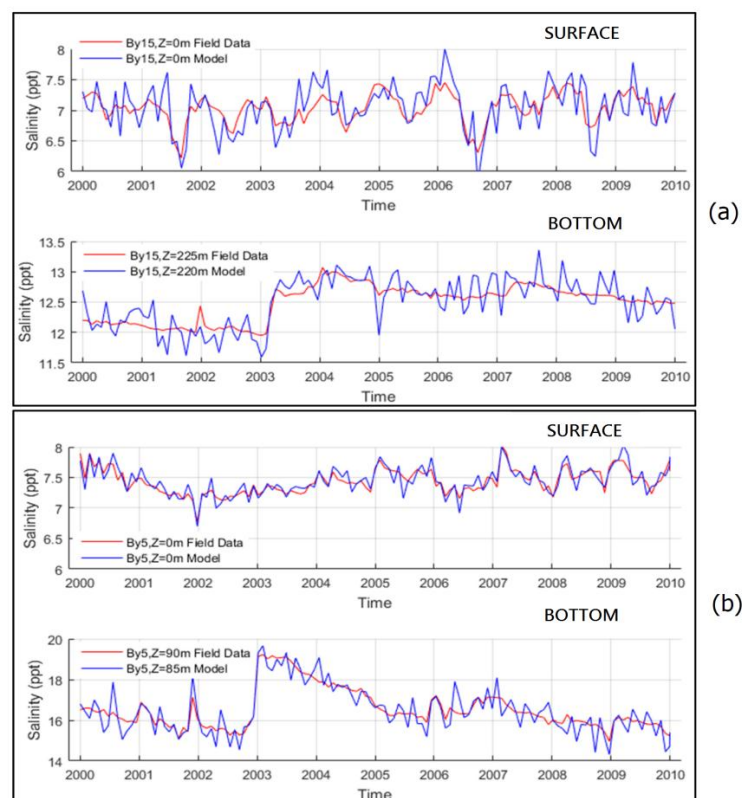 SURFACE
By15,Z=0m Field Data
By15,Z=0m Model
Salinity (ppt)
8
7.5
7
6.5
6
2000 2001 2002 2003 2004 2005 2006 2007 2008 2009 2010
Time
(a)
BOTTOM
By15,Z=225m Field Data
By15,Z=220m Model
Salinity (ppt)
13.5
13
12.5
12
11.5
2000 2001 2002 2003 2004 2005 2006 2007 2008 2009 2010
Time
SURFACE
Salinity (ppt)
8
7.5
7
6.5
6
By5,Z=0m Field Data
By5,Z=0m Model
2000 2001 2002 2003 2004 2005 2006 2007 2008 2009 2010
Time
(b)
BOTTOM
By5,Z=90m Field Data
By5,Z=85m Model
Salinity (ppt)
20
18
16
14
2000 2001 2002 2003 2004 2005 2006 2007 2008 2009 2010
Time